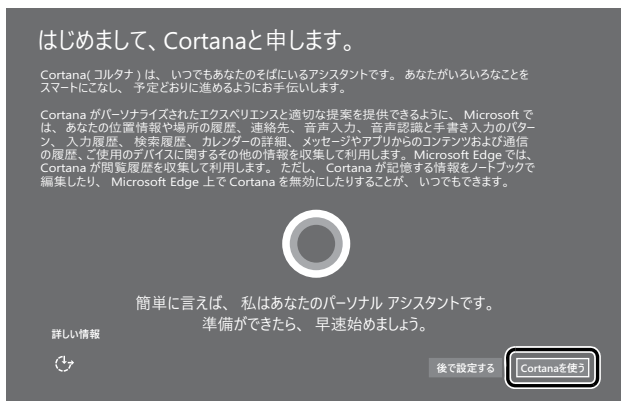 はじめまして、Cortanaと申します。
Cortana( コルタナ ) は、 いつでもあなたのそばにいるアシスタントです。 あなたがいろいろなことを
スマートにこなし、 予定どおりに進めるようにお手伝いします。
Cortana がパーソナライズされたエクスペリエンスと適切な提案を提供できるように、 Microsoft で
は、 あなたの位置情報や場所の履歴、 連絡先、 音声入力、 音声認識と手書き入力のパター
ン、 入力履歴、 検索履歴、 カレンダーの詳細、 メッセージやアプリからのコンテンツおよび通信
の履歴、ご使用のデバイスに関するその他の情報を収集して利用します。Microsoft Edge では、
Cortana が閲覧履歴を収集して利用します。 ただし、 Cortana が記憶する情報をノートブックで
編集したり、 Microsoft Edge 上で Cortana を無効にしたりすることが、 いつでもできます。
簡単に言えば、 私はあなたのパーソナル アシスタントです。
準備ができたら、 早速始めましょう。
詳しい情報
後で設定する
Cortanaを使う